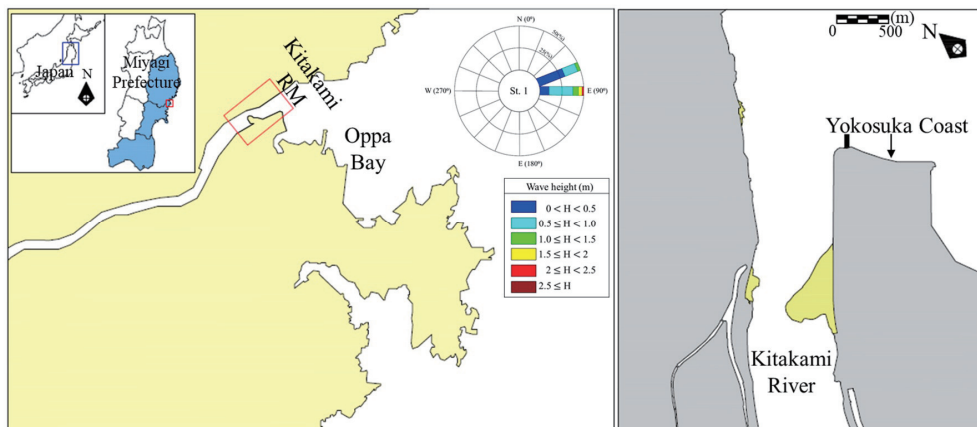 Japan
N
Miyagi
Prefecture
Kitakami
RM
Oppa
Bay
N (0°)
50(%)
25(%)
W (270°)
St. 1
E (90°)
E (180°)
Wave height (m)
0 < H < 0.5
0.5 ≤ H < 1.0
1.0 ≤ H < 1.5
1.5 ≤ H < 2
2 ≤ H < 2.5
2.5 ≤ H
0 500 (m)
N
Yokosuka Coast
Kitakami
River